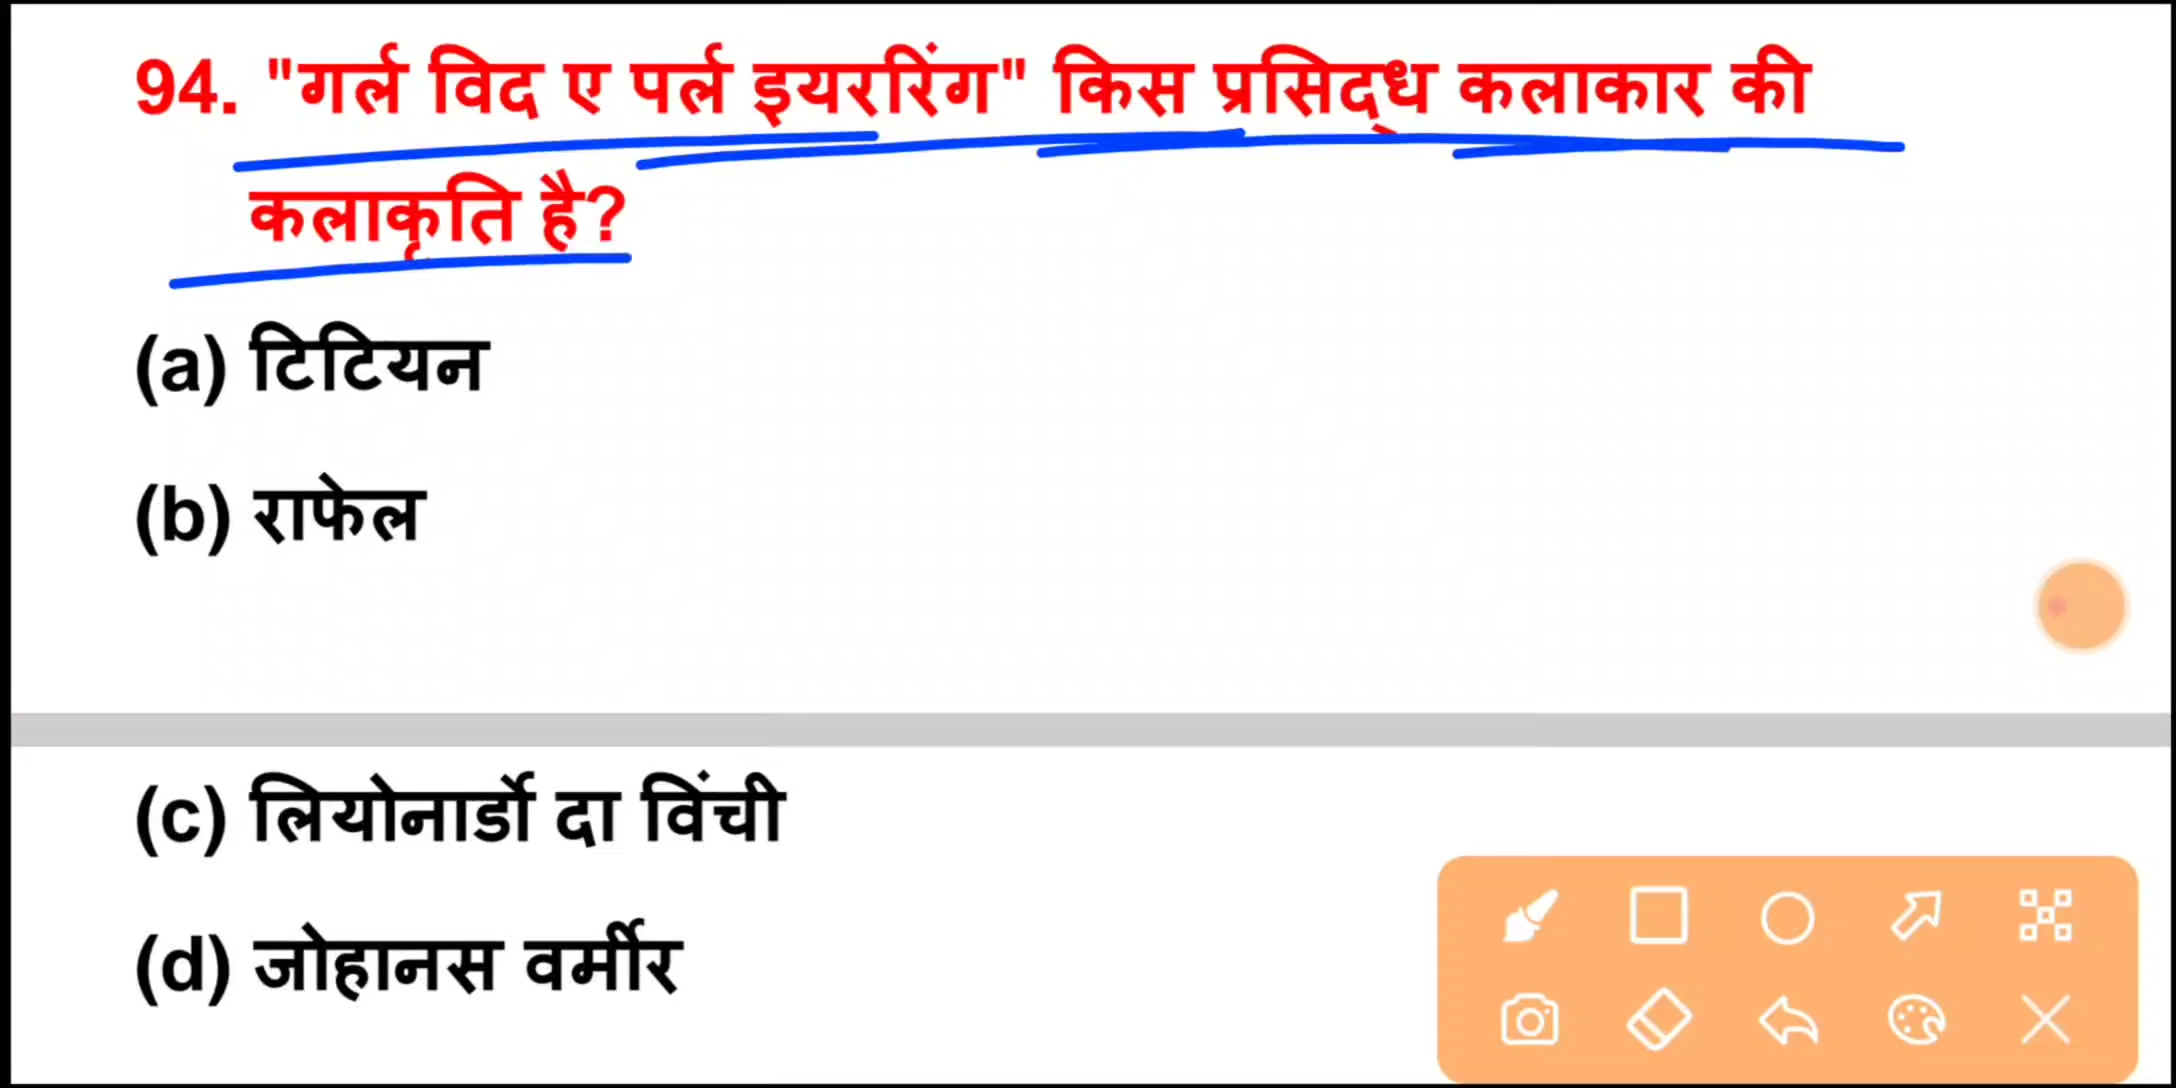 94. "गर्ल विद ए पर्ल इयररिंग" किस प्रसिद्ध कलाकार की
कलाकृति है?
(a) टिटियन
(b) राफेल
(c) लियोनार्डो दा विंची
(d) जोहानस वर्मीर